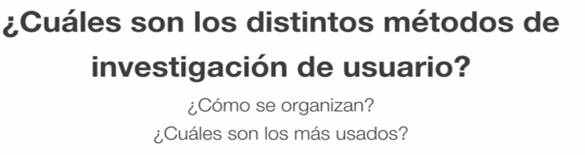 ¿Cuáles son los distintos métodos de
investigación de usuario?
¿Cómo se organizan?
¿Cuáles son los más usados?